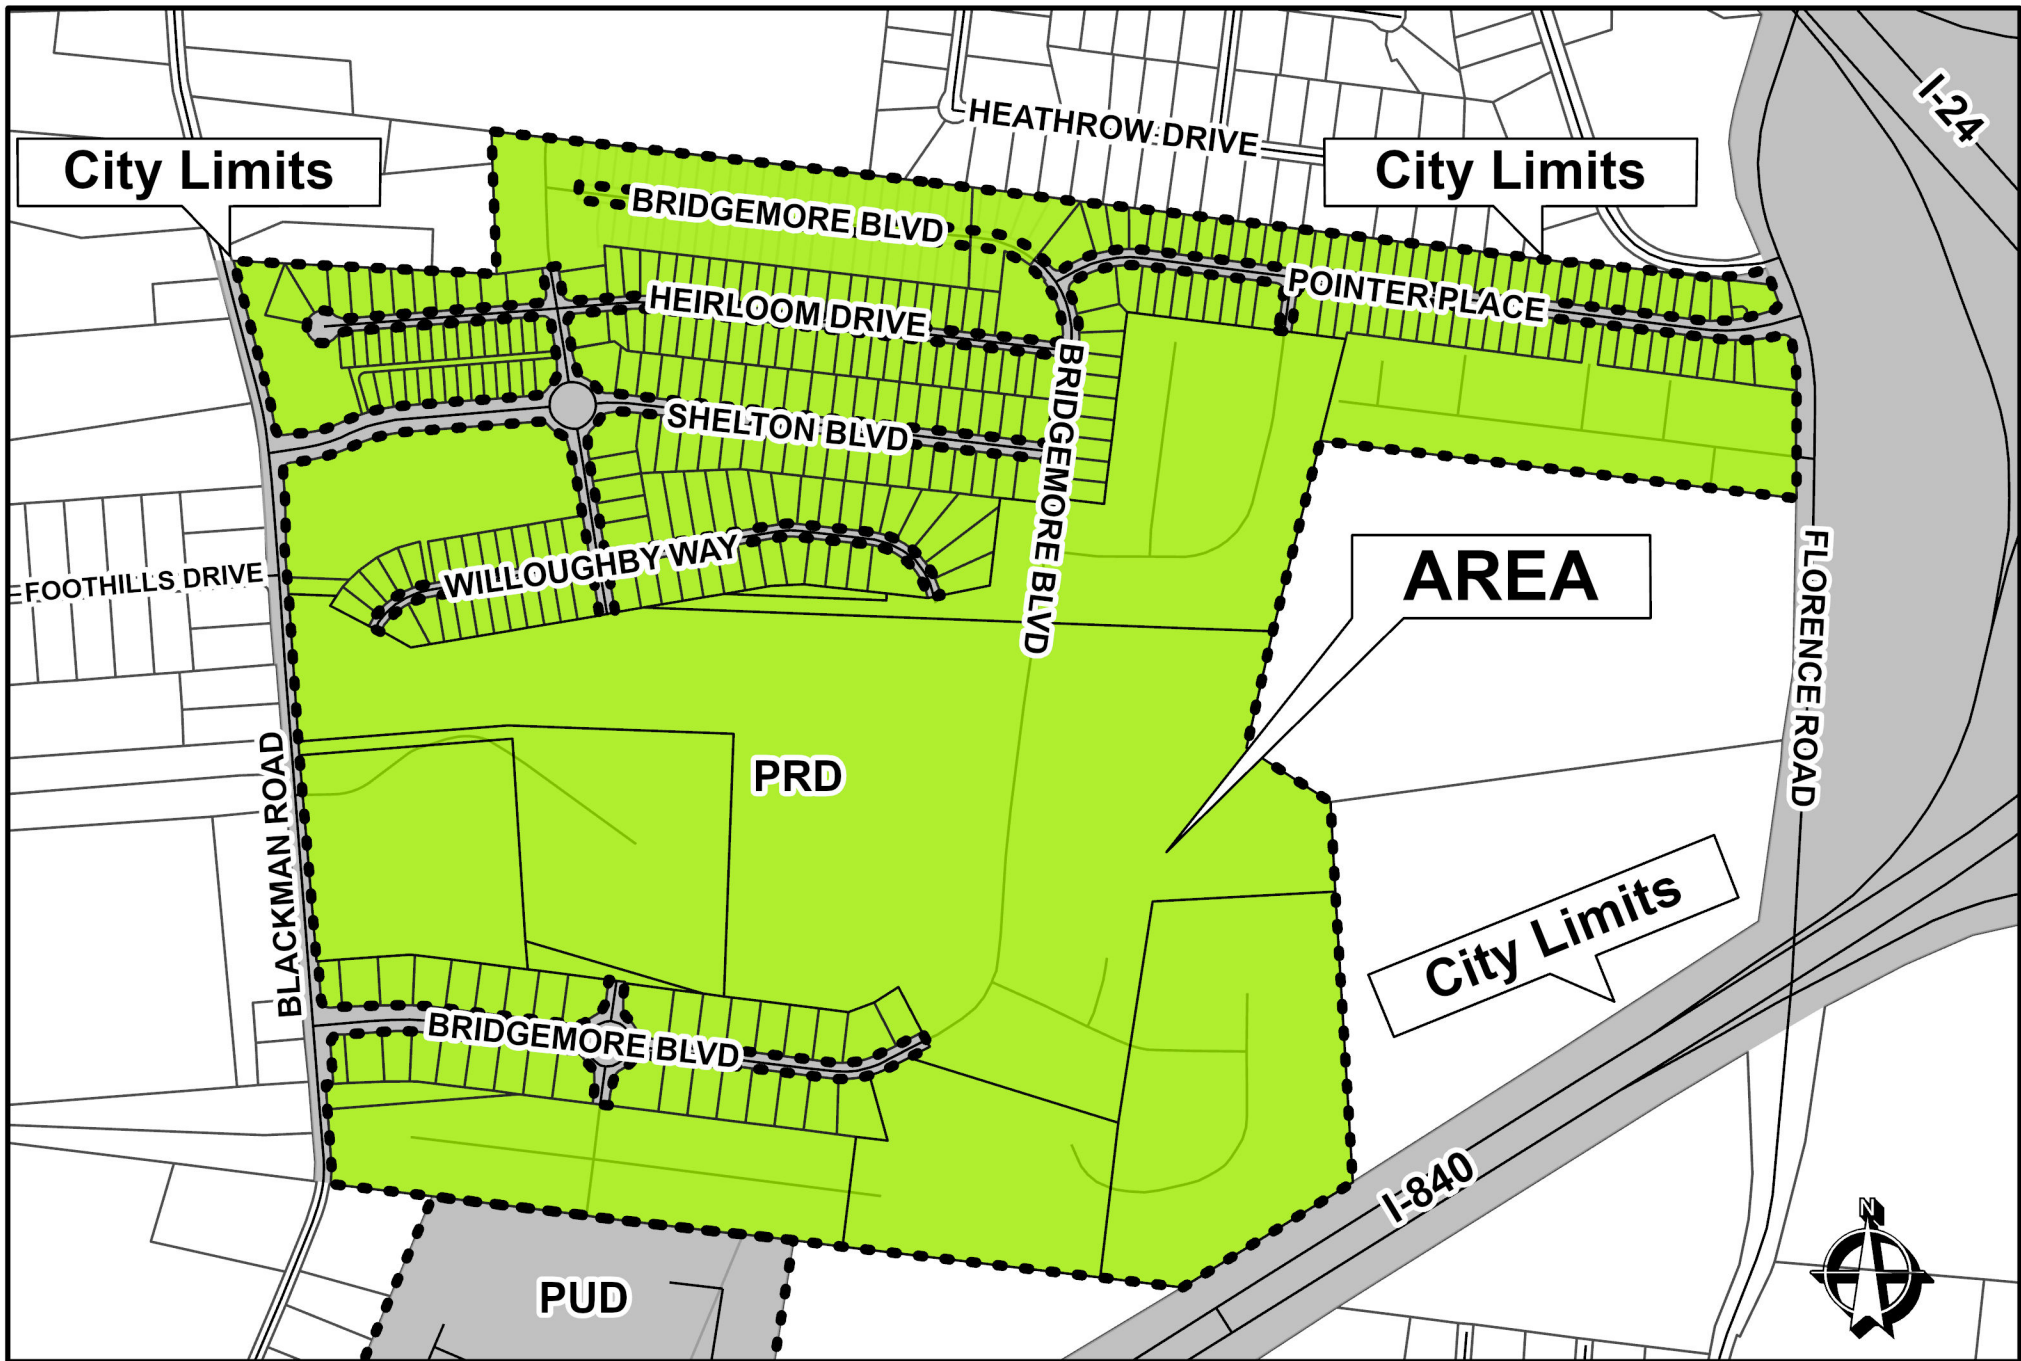 I-24
HEATHROW DRIVE
City Limits
City Limits
BRIDGEMORE BLVD
POINTER PLACE
HEIRLOOM DRIVE
SHELTON BLVD
BRIDGEMORE BLVD
WILLOUGHBY WAY
FOOTHILLS DRIVE
AREA
FLORENCE ROAD
PRD
BLACKMAN ROAD
City Limits
BRIDGEMORE BLVD
I-840
N
PUD